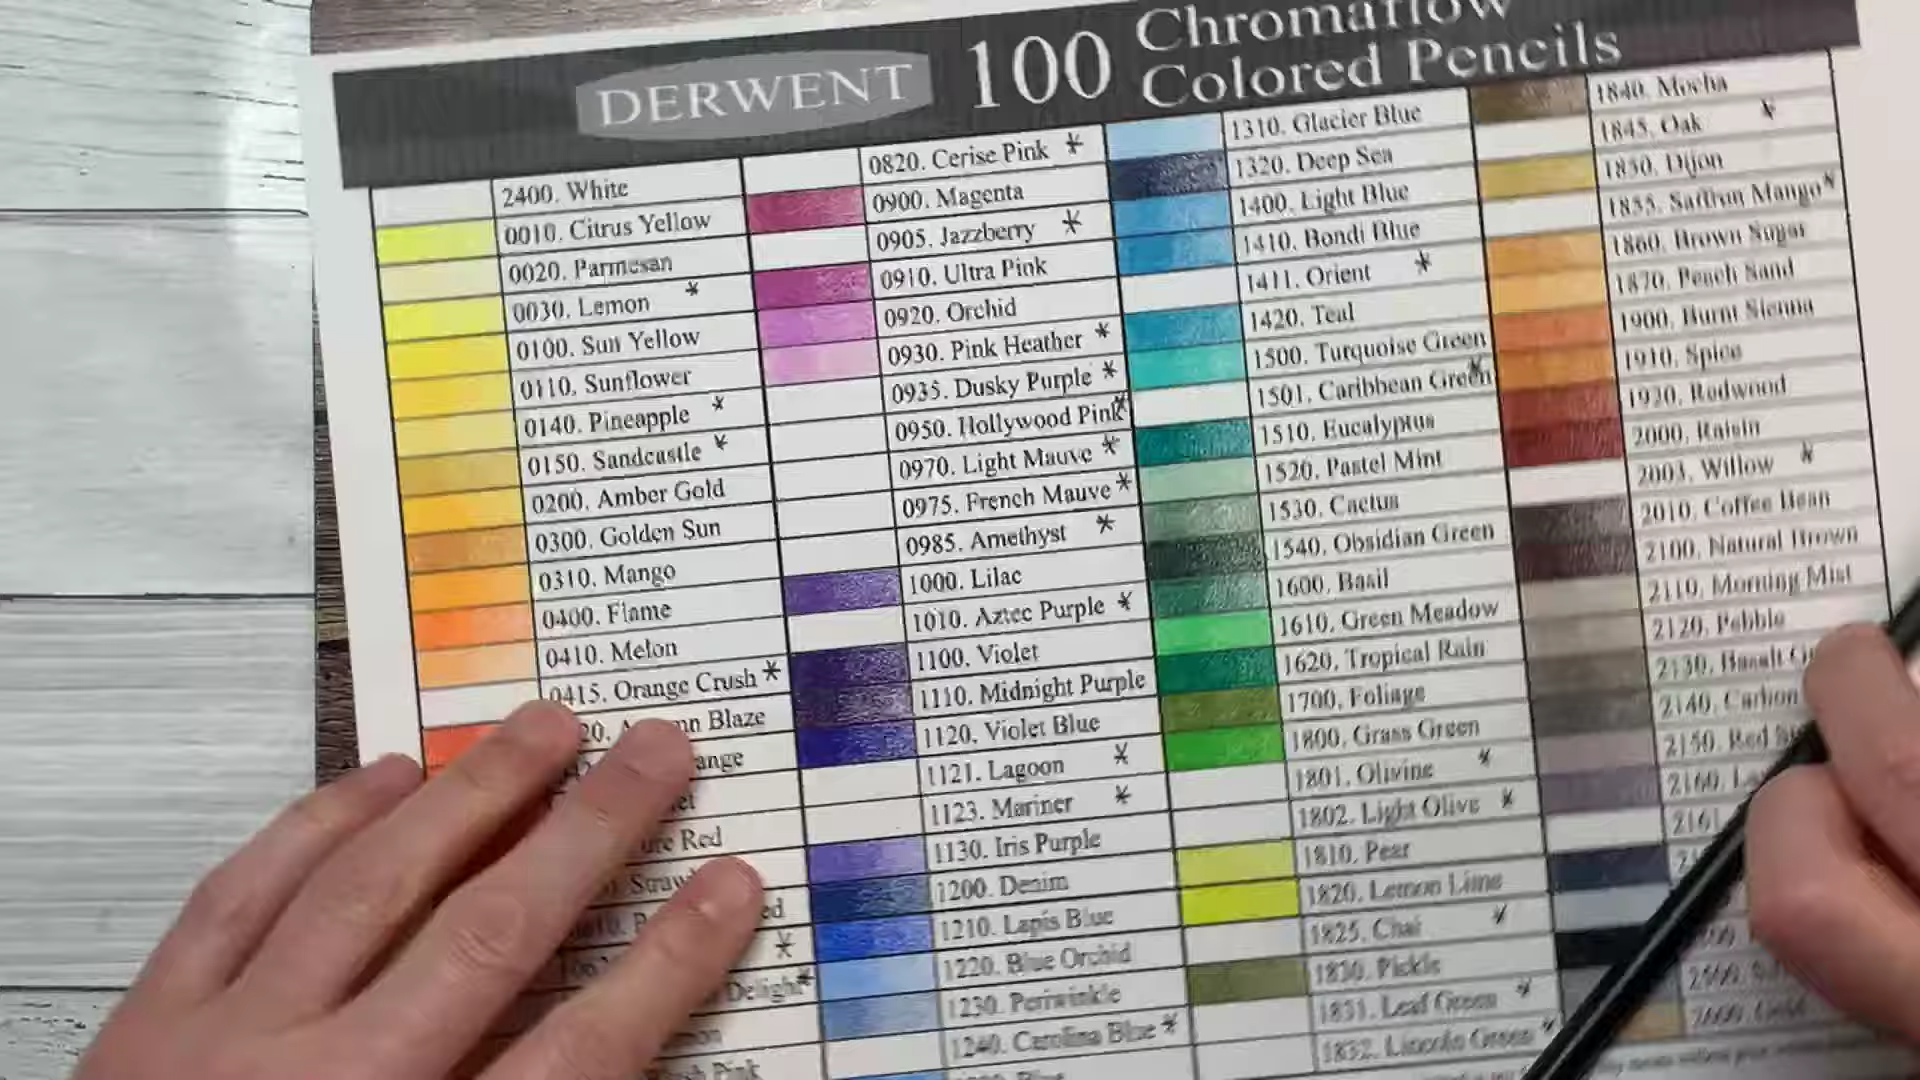 DERWENT 100 Chromaflow
Colored Pencils
2400. White
0010. Citrus Yellow
0020. Parmesan
0030. Lemon *
0100. Sun Yellow
0110. Sunflower
0140. Pineapple *
0150. Sandcastle *
0200. Amber Gold
0300. Golden Sun
0310. Mango
0400. Flame
0410. Melon
0415. Orange Crush *
Blaze
Red
*
Delight *
Pink
0820. Cerise Pink *
0900. Magenta
0905. Jazzberry *
0910. Ultra Pink
0920. Orchid
0930. Pink Heather *
0935. Dusky Purple *
0950. Hollywood Pink *
0970. Light Mauve *
0975. French Mauve *
0985. Amethyst *
1000. Lilac
1010. Aztec Purple *
1100. Violet
1110. Midnight Purple
1120. Violet Blue
1121. Lagoon *
1123. Mariner *
1130. Iris Purple
1200. Denim
1210. Lapis Blue
1220. Blue Orchid
1230. Periwinkle
1240. Carolina Blue *
1310. Glacier Blue
1320. Deep Sea
1400. Light Blue
1410. Bondi Blue
1411. Orient *
1420. Teal
1500. Turquoise Green
1501. Caribbean Green *
1510. Eucalyptus
1520. Pastel Mint
1530. Cactus
1540. Obsidian Green
1600. Basil
1610. Green Meadow
1620. Tropical Rain
1700. Foliage
1800. Grass Green
1801. Olivine *
1802. Light Olive *
1810. Pear
1820. Lemon Lime
1825. Chai *
1830. Pickle
1831. Leaf Green *
1832. Lincoln Green *
1840. Mocha
1845. Oak *
1850. Dijon
1855. Saffron Mango *
1860. Brown Sugar
1870. Peach Sand
1900. Burnt Sienna
1910. Spice
1920. Redwood
2000. Raisin
2003. Willow *
2010. Coffee Bean
2100. Natural Brown
2110. Morning Mist
2120. Pebble
2130. Basalt
2140. Carbon
2150. Red
2160.
2161